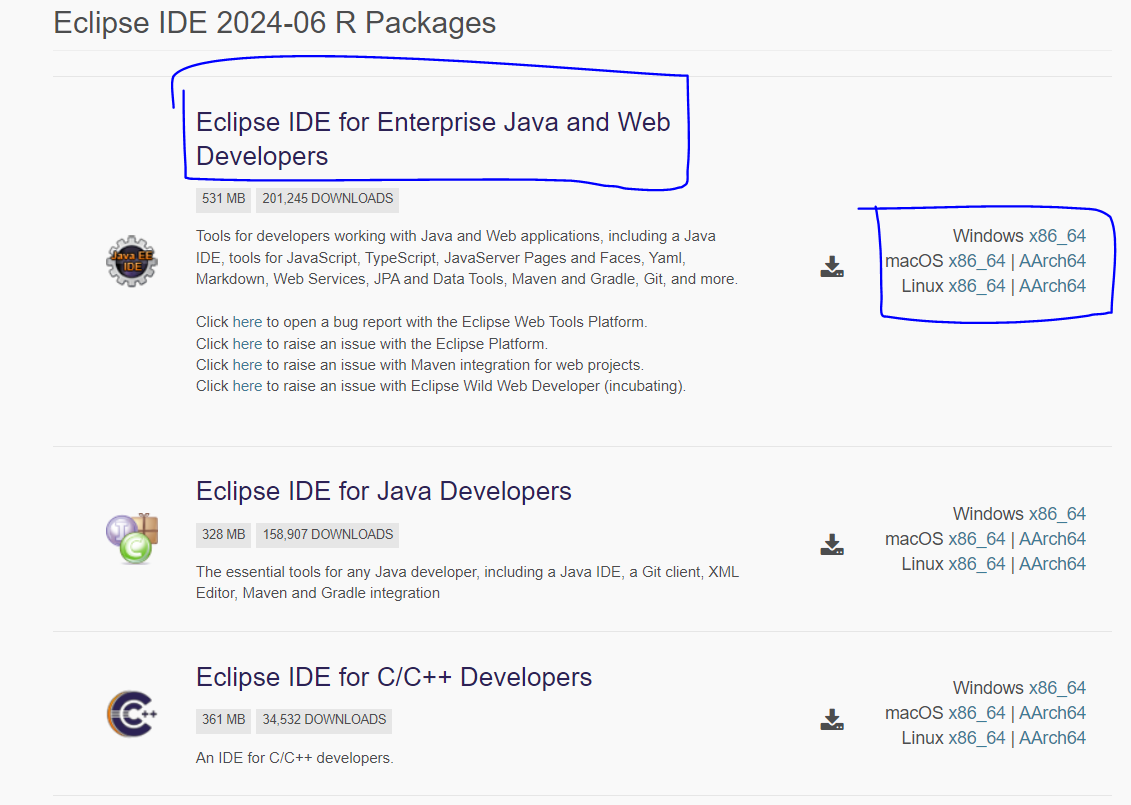 Eclipse IDE 2024-06 R Packages
Eclipse IDE for Enterprise Java and Web
Developers
531 MB 201,245 DOWNLOADS
Tools for developers working with Java and Web applications, including a Java
IDE, tools for JavaScript, TypeScript, JavaServer Pages and Faces, Yaml,
Markdown, Web Services, JPA and Data Tools, Maven and Gradle, Git, and more.
Click here to open a bug report with the Eclipse Web Tools Platform.
Click here to raise an issue with the Eclipse Platform.
Click here to raise an issue with Maven integration for web projects.
Click here to raise an issue with Eclipse Wild Web Developer (incubating).
Java EE
IDE
Windows x86_64
macOS x86_64 | AArch64
Linux x86_64 | AArch64
Eclipse IDE for Java Developers
328 MB 158,907 DOWNLOADS
The essential tools for any Java developer, including a Java IDE, a Git client, XML
Editor, Maven and Gradle integration
J
C
Windows x86_64
macOS x86_64 | AArch64
Linux x86_64 | AArch64
Eclipse IDE for C/C++ Developers
361 MB 34,532 DOWNLOADS
An IDE for C/C++ developers.
C++
Windows x86_64
macOS x86_64 | AArch64
Linux x86_64 | AArch64